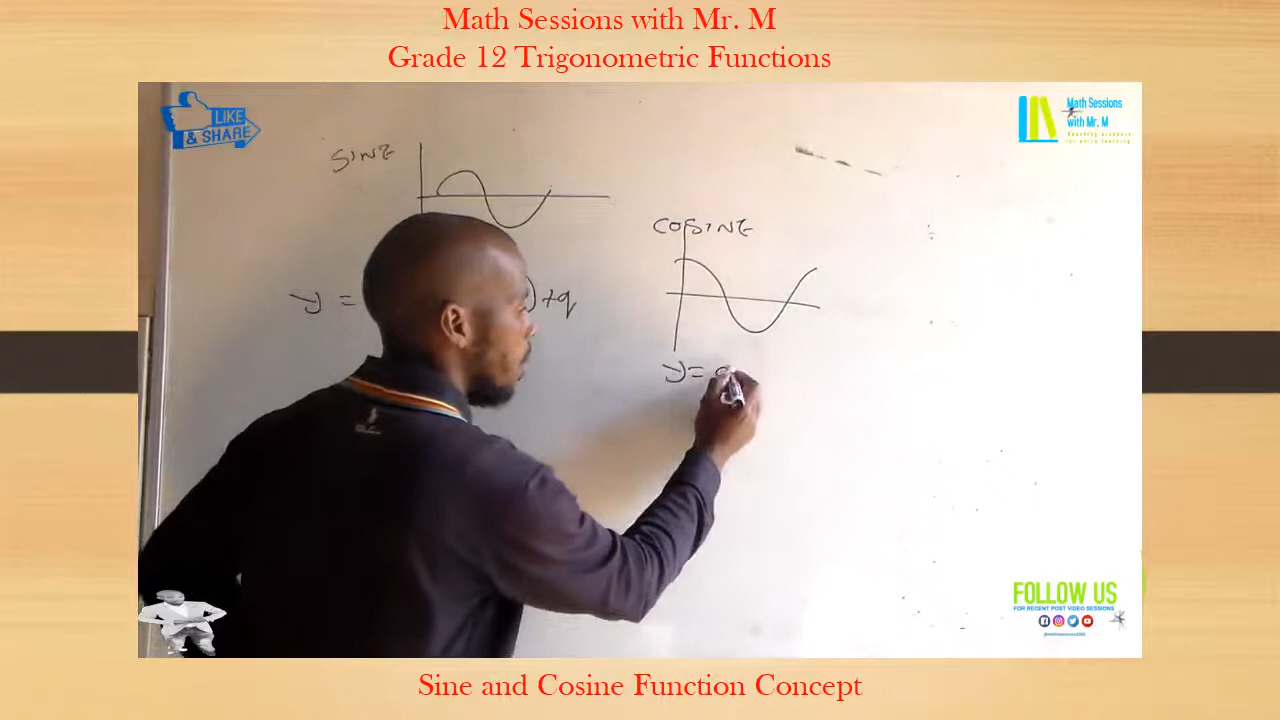 Math Sessions with Mr. M
Grade 12 Trigonometric Functions
LIKE
& SHARE
Math Sessions
with Mr. M
SINE
COSINE
y =
) + q
y =
FOLLOW US
FOR RECENT POST VIDEO SESSIONS
Sine and Cosine Function Concept